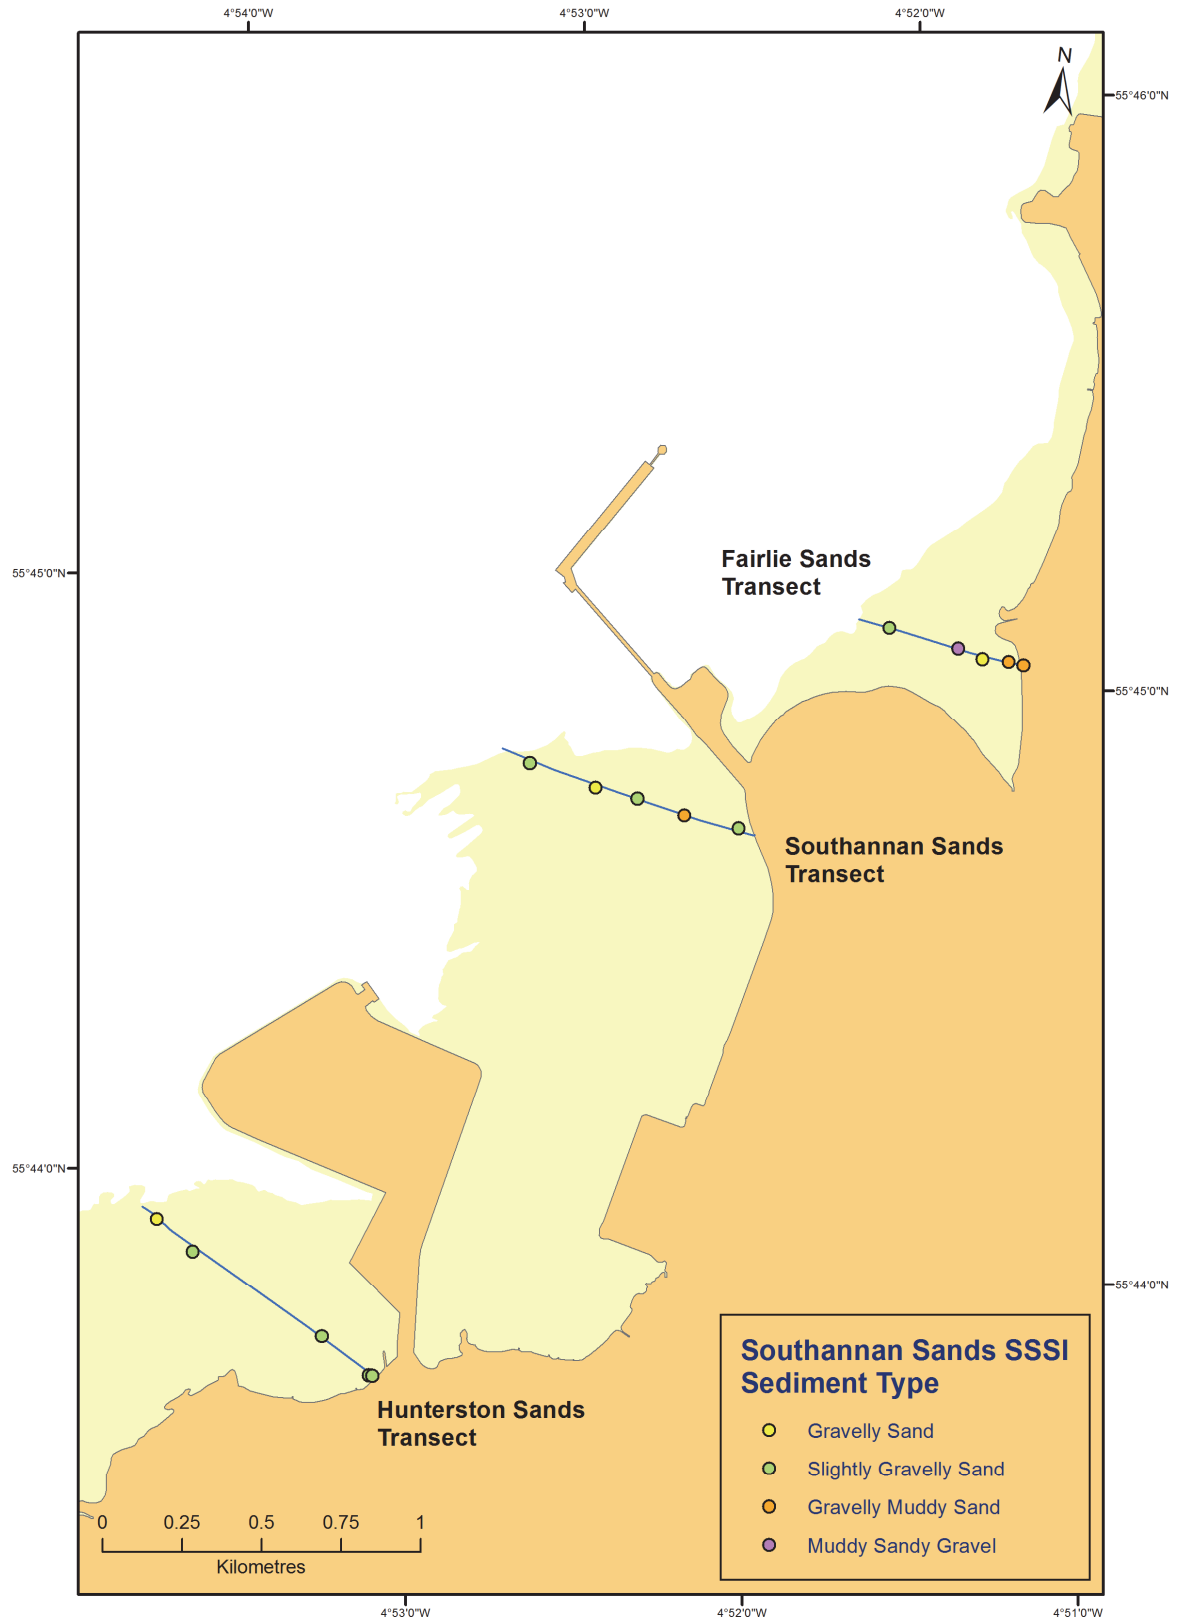 4°54'0"W
4°53'0"W
4°52'0"W
N
55°46'0"N
Fairlie Sands
Transect
55°45'0"N
55°45'0"N
Southannan Sands
Transect
55°44'0"N
55°44'0"N
Hunterston Sands
Transect
Southannan Sands SSSI
Sediment Type
Gravelly Sand
Slightly Gravelly Sand
Gravelly Muddy Sand
Muddy Sandy Gravel
0 0.25 0.5 0.75 1
Kilometres
4°53'0"W
4°52'0"W
4°51'0"W